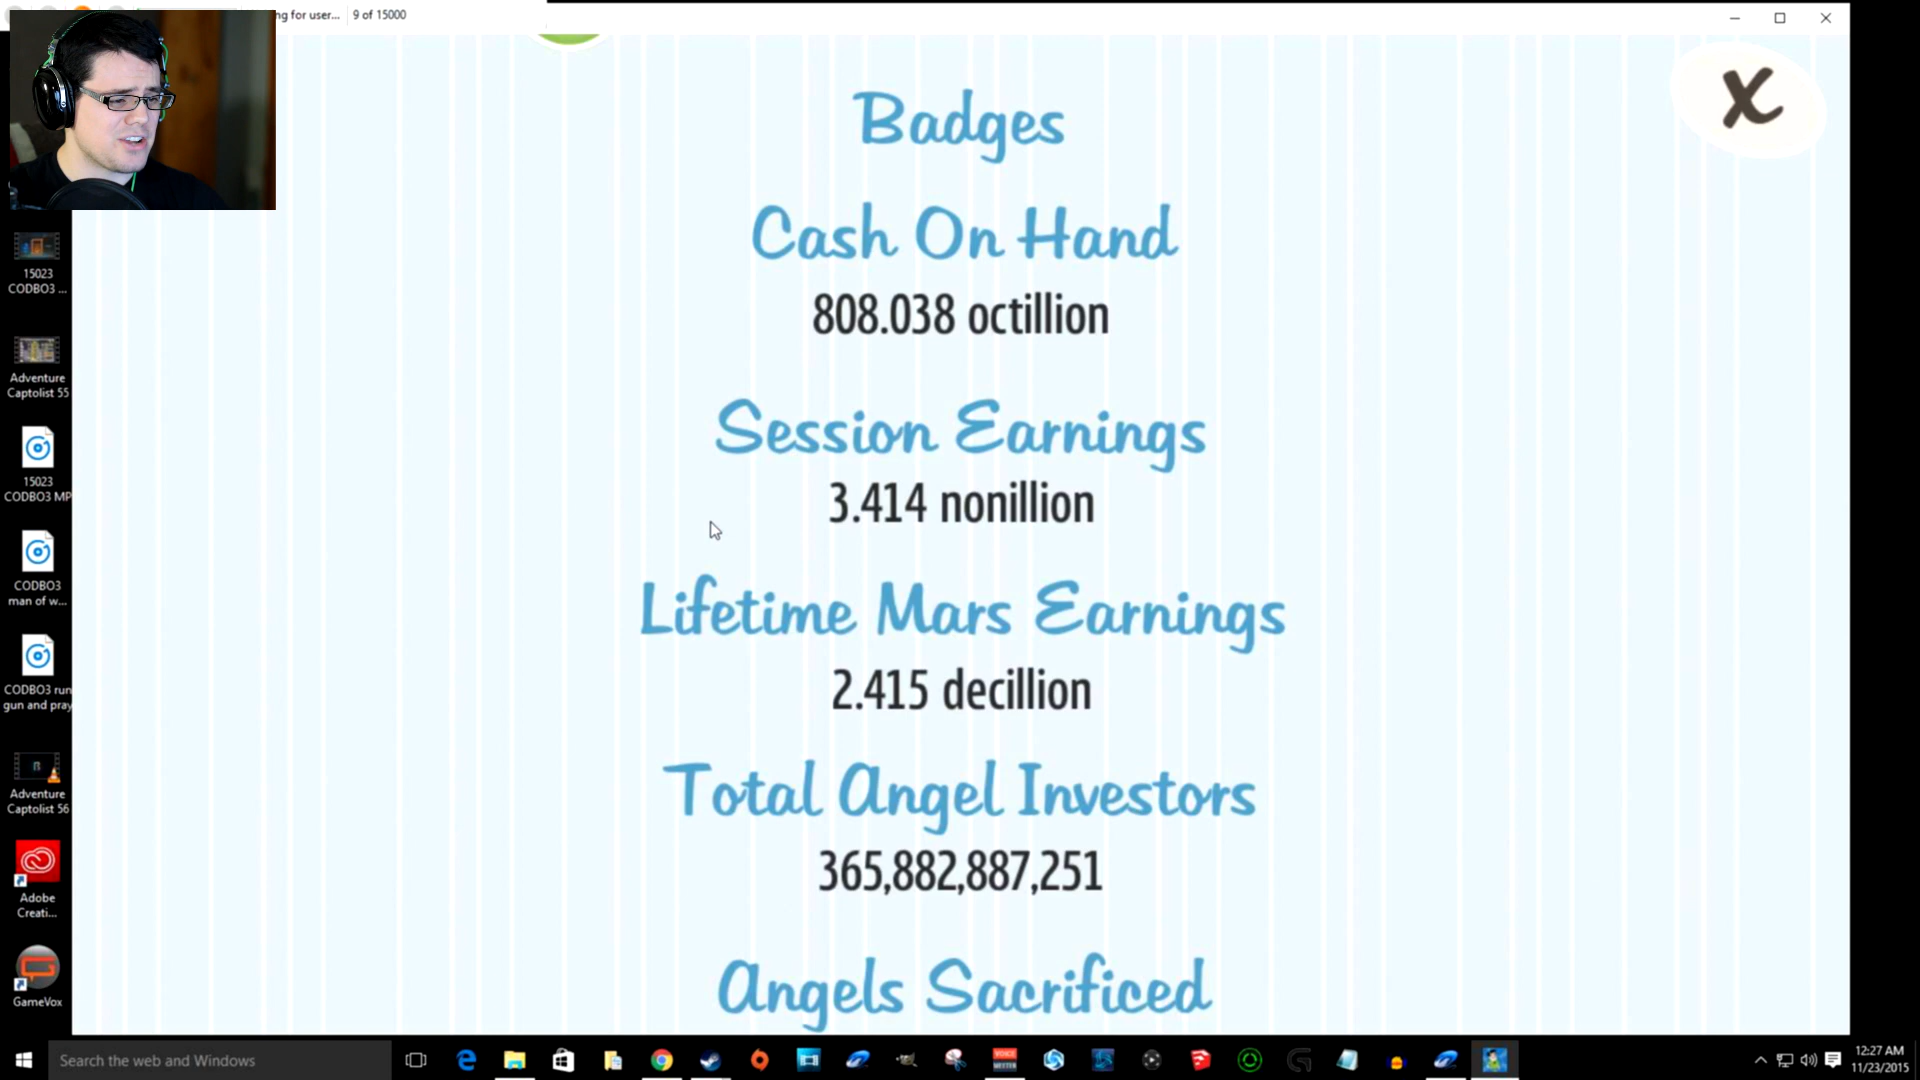 ng for user...
9 of 15000
Badges
Cash On Hand
808.038 octillion
Session Earnings
3.414 nonillion
Lifetime Mars Earnings
2.415 decillion
Total Angel Investors
365,882,887,251
Angels Sacrificed
15023
CODBO3 ...
Adventure
Captolist 55
15023
CODBO3 MP
CODBO3
man of w...
CODBO3 run
gun and pray
Adventure
Captolist 56
Adobe
Creati...
GameVox
Search the web and Windows
12:27 AM
11/23/2015